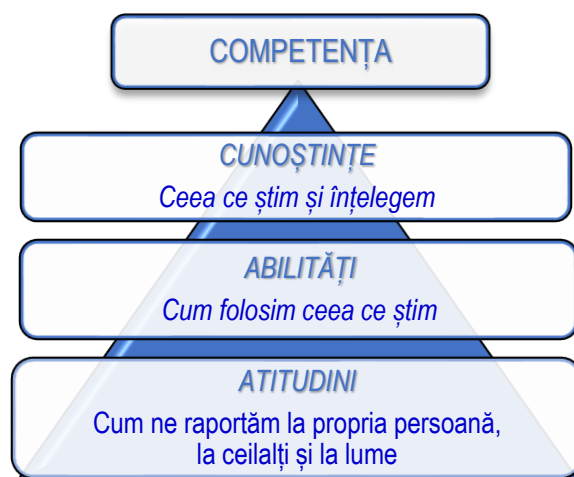 COMPETENȚA
CUNOȘTINȚE
Ceea ce știm și înțelegem
ABILITĂȚI
Cum folosim ceea ce știm
ATITUDINI
Cum ne raportăm la propria persoană,
la ceilalți și la lume